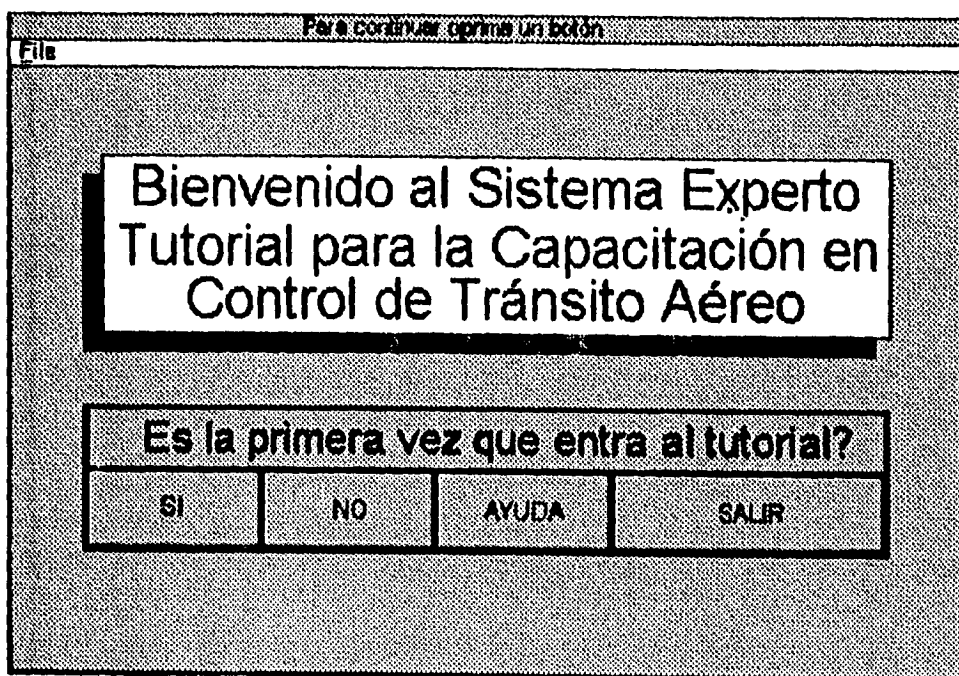 Para continuar oprima un botón
File
Bienvenido al Sistema Experto
Tutorial para la Capacitación en
Control de Tránsito Aéreo
Es la primera vez que entra al tutorial?
SI NO AYUDA SALIR